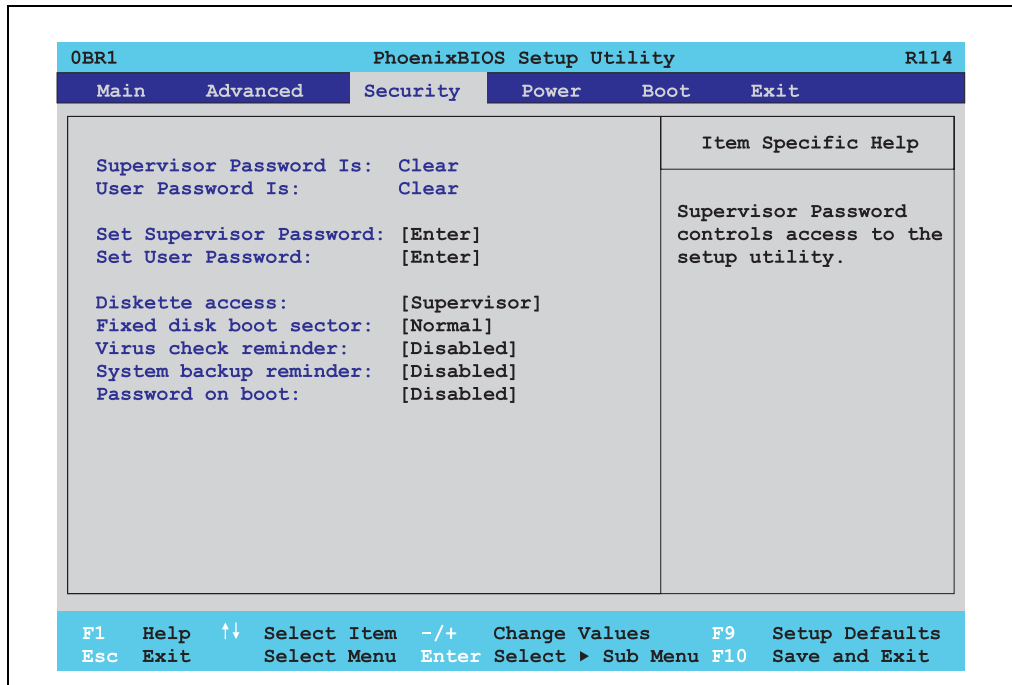 0BR1 PhoenixBIOS Setup Utility R114
Main Advanced Security Power Boot Exit
Supervisor Password Is: Clear
User Password Is: Clear
Set Supervisor Password: [Enter]
Set User Password: [Enter]
Diskette access: [Supervisor]
Fixed disk boot sector: [Normal]
Virus check reminder: [Disabled]
System backup reminder: [Disabled]
Password on boot: [Disabled]
Item Specific Help
Supervisor Password
controls access to the
setup utility.
F1 Help ↑↓ Select Item -/+ Change Values F9 Setup Defaults
Esc Exit Select Menu Enter Select ▶ Sub Menu F10 Save and Exit